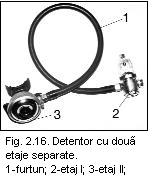 1
3
2
Fig. 2.16. Detentor cu două
etaje separate.
1-furtun; 2-etaj I; 3-etaj II;